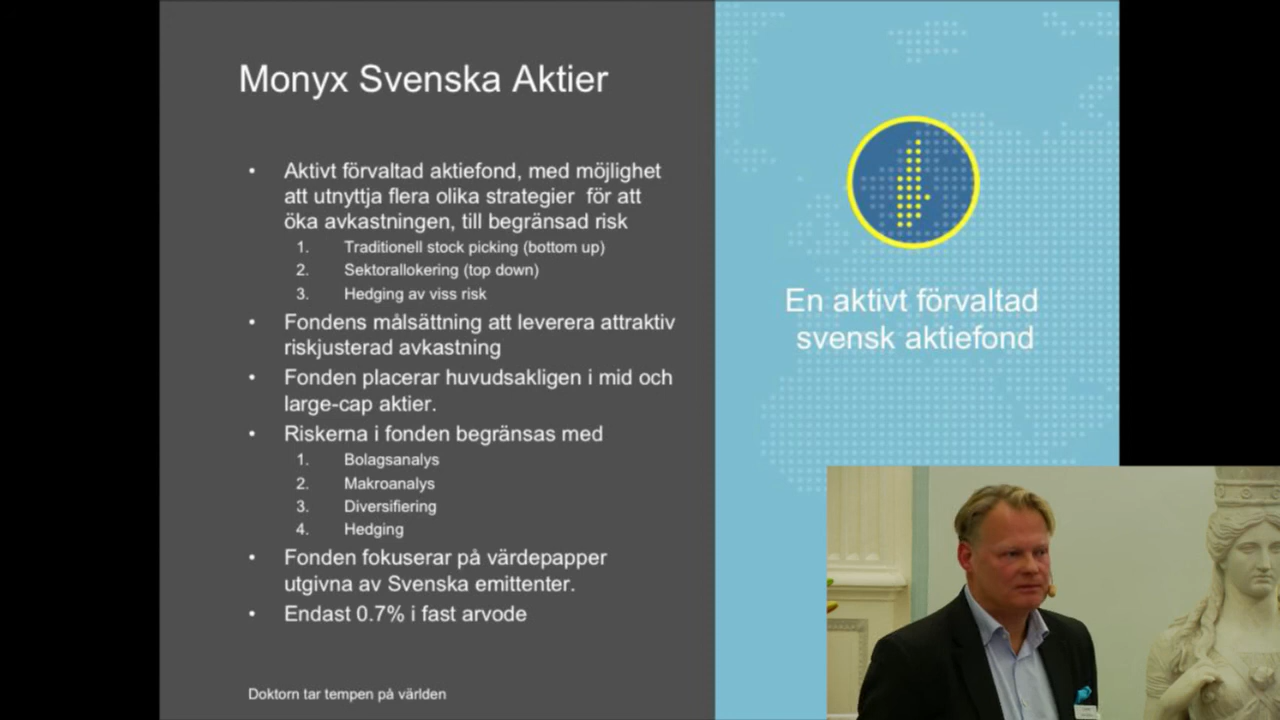 Monyx Svenska Aktier
• Aktivt förvaltad aktiefond, med möjlighet
att utnyttja flera olika strategier för att
öka avkastningen, till begränsad risk
1. Traditionell stock picking (bottom up)
2. Sektorallokering (top down)
3. Hedging av viss risk
• Fondens målsättning att leverera attraktiv
riskjusterad avkastning
• Fonden placerar huvudsakligen i mid och
large-cap aktier.
• Riskerna i fonden begränsas med
1. Bolagsanalys
2. Makroanalys
3. Diversifiering
4. Hedging
• Fonden fokuserar på värdepapper
utgivna av Svenska emittenter.
• Endast 0.7% i fast arvode
Doktorn tar tempen på världen
En aktivt förvaltad
svensk aktiefond